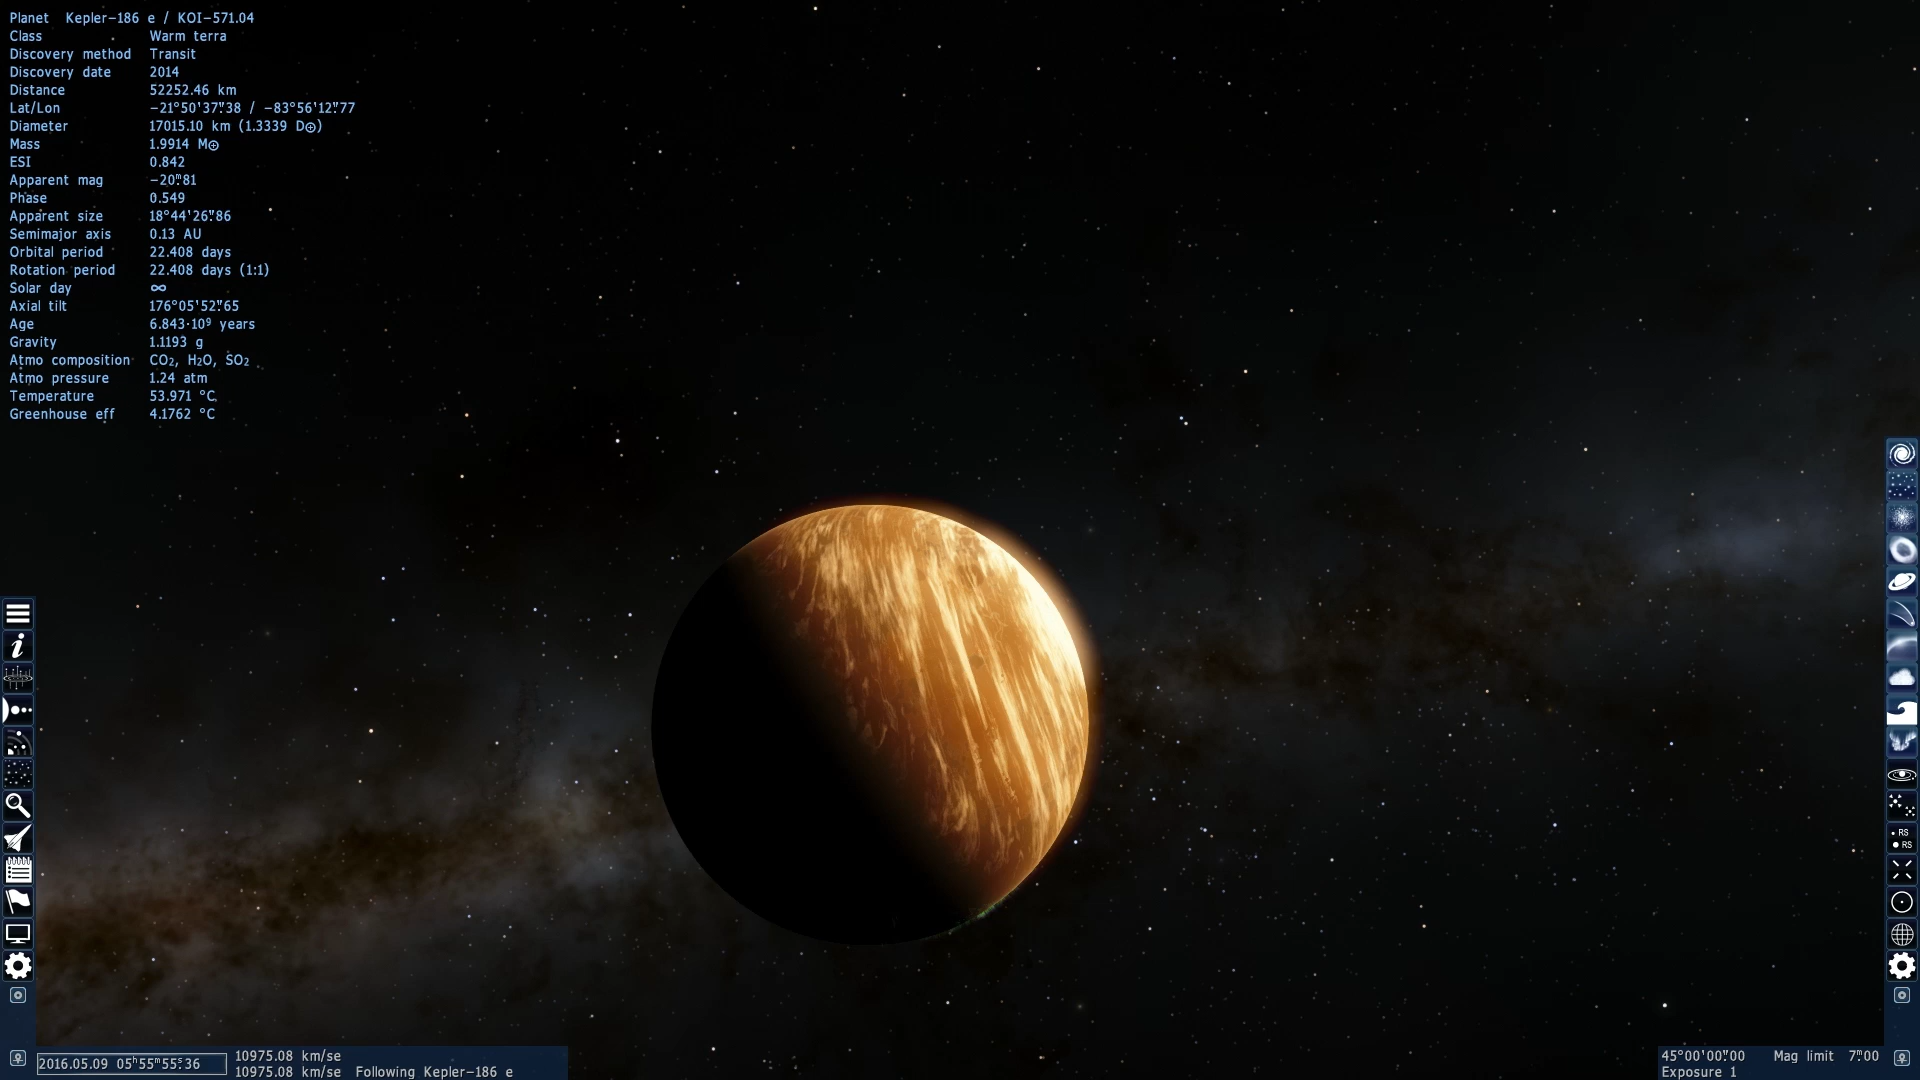 Planet Kepler-186 e / KOI-571.04
Class Warm terra
Discovery method Transit
Discovery date 2014
Distance 52252.46 km
Lat/Lon -21°50'37"38 / -83°56'12"77
Diameter 17015.10 km (1.3339 D⊕)
Mass 1.9914 M⊕
ESI 0.842
Apparent mag -20ᵐ81
Phase 0.549
Apparent size 18°44'26"86
Semimajor axis 0.13 AU
Orbital period 22.408 days
Rotation period 22.408 days (1:1)
Solar day ∞
Axial tilt 176°05'52"65
Age 6.843·10⁹ years
Gravity 1.1193 g
Atmo composition CO₂, H₂O, SO₂
Atmo pressure 1.24 atm
Temperature 53.971 °C
Greenhouse eff 4.1762 °C
RS
RS
2016.05.09 05ʰ55ᵐ55ˢ36
10975.08 km/se
10975.08 km/se Following Kepler-186 e
45°00'00"00 Mag limit 7ᵐ00
Exposure 1